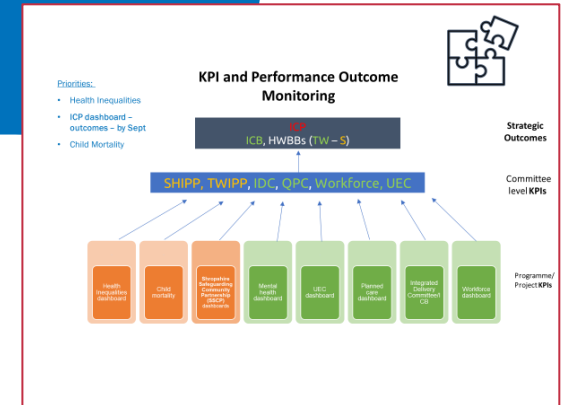 KPI and Performance Outcome
Monitoring
Priorities:
• Health Inequalities
• ICP dashboard –
outcomes – by Sept
• Child Mortality
ICP
ICB, HWBBs (TW – S)
Strategic
Outcomes
SHIPP, TWIPP, IDC, QPC, Workforce, UEC
Committee
level KPIs
Health
Inequalities
dashboard
Child
mortality
Shropshire
Safeguarding
Community
Partnership
(SSCP)
dashboards
Mental
health
dashboard
UEC
dashboard
Planned
care
dashboard
Integrated
Delivery
Committee/I
CB
Workforce
dashboard
Programme/
Project KPIs